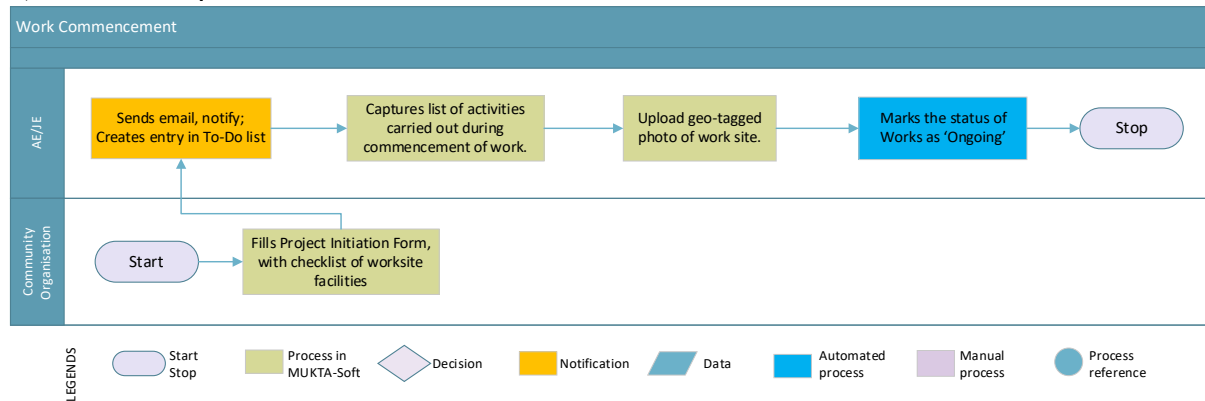 Work Commencement
AE/JE
Sends email, notify;
Creates entry in To-Do list
Captures list of activities
carried out during
commencement of work.
Upload geo-tagged
photo of work site.
Marks the status of
Works as ‘Ongoing’
Stop
Community
Organisation
Start
Fills Project Initiation Form,
with checklist of worksite
facilities
LEGENDS
Start
Stop
Process in
MUKTA-Soft
Decision
Notification
Data
Automated
process
Manual
process
Process
reference